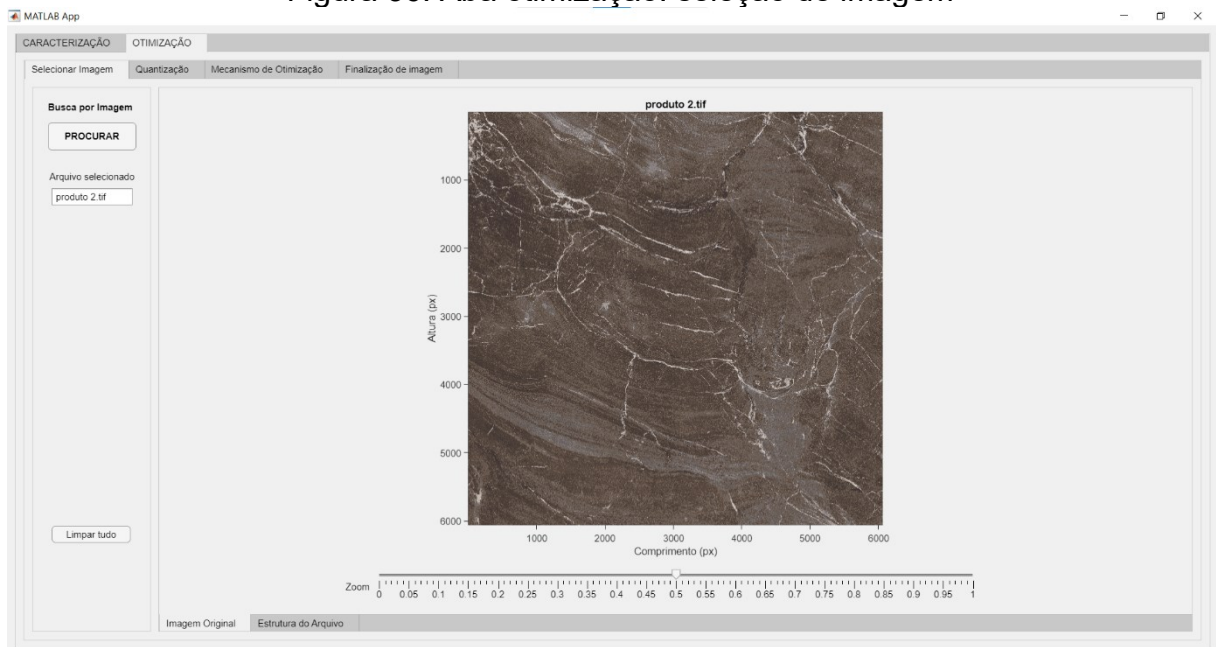 MATLAB App
CARACTERIZAÇÃO OTIMIZAÇÃO
Selecionar Imagem Quantização Mecanismo de Otimização Finalização de imagem
Busca por Imagem
PROCURAR
Arquivo selecionado
produto 2.tif
Limpar tudo
produto 2.tif
Altura (px)
1000
2000
3000
4000
5000
6000
1000 2000 3000 4000 5000 6000
Comprimento (px)
Zoom
0 0.05 0.1 0.15 0.2 0.25 0.3 0.35 0.4 0.45 0.5 0.55 0.6 0.65 0.7 0.75 0.8 0.85 0.9 0.95 1
Imagem Original Estrutura do Arquivo